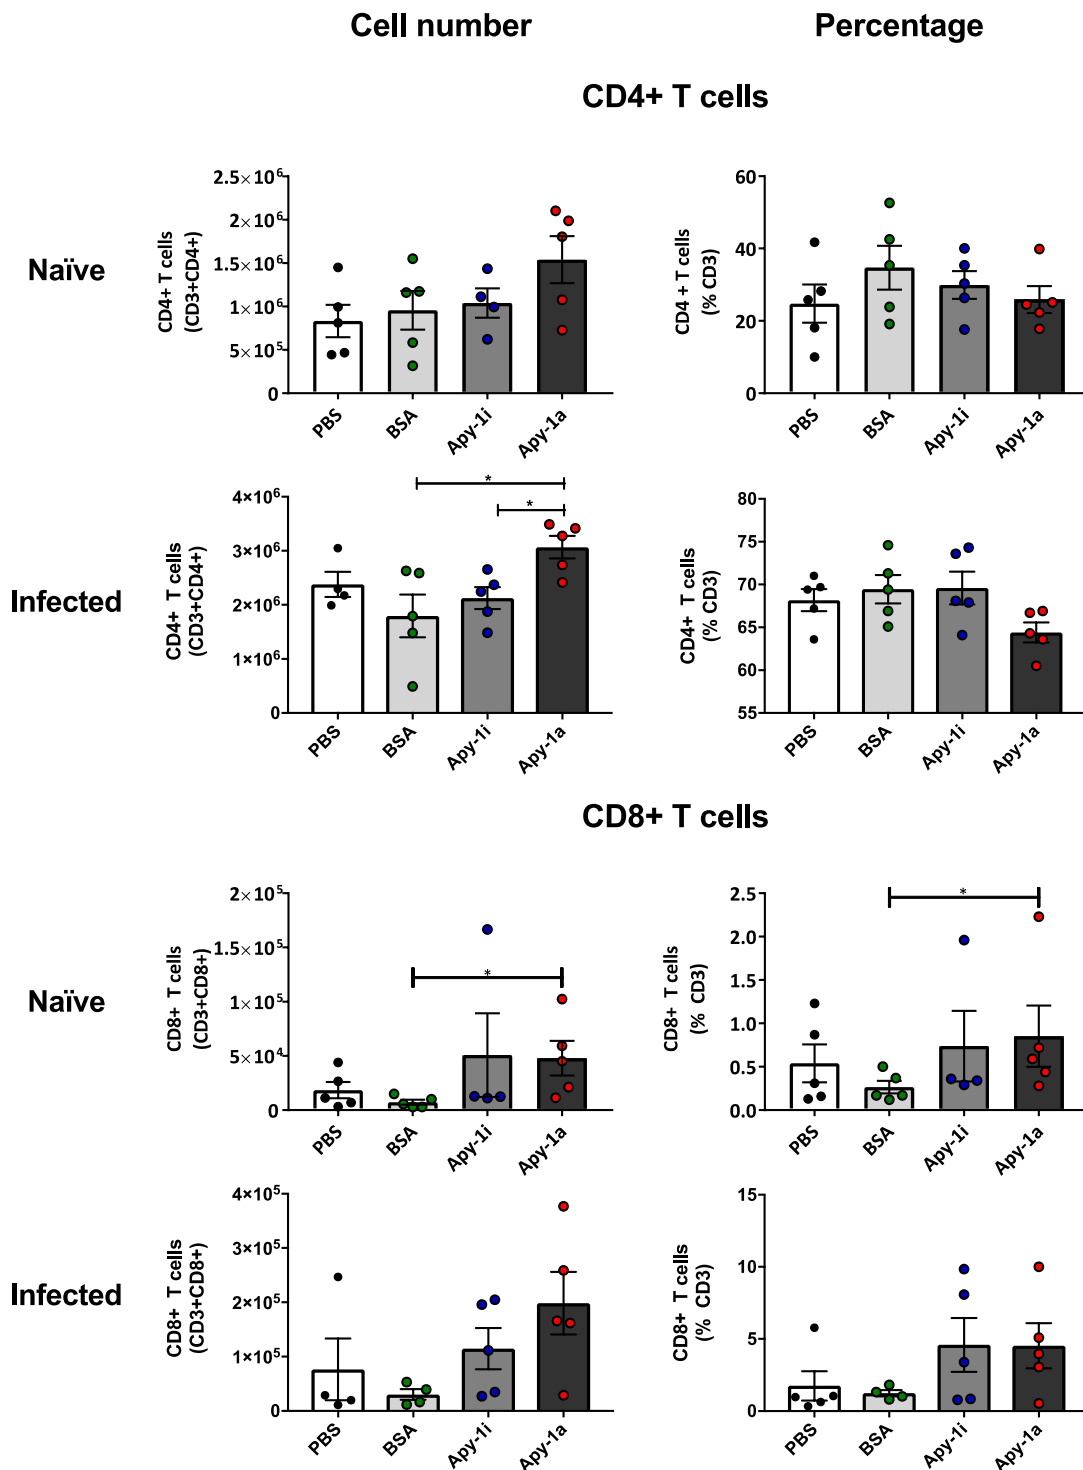 Cell number Percentage
CD4+ T cells
Naïve
CD4+ T cells
(CD3+CD4+)
2.5×10⁶
2×10⁶
1.5×10⁶
1×10⁶
5×10⁵
0
PBS BSA Apy-1i Apy-1a
CD4 + T cells
(% CD3)
60
40
20
0
PBS BSA Apy-1i Apy-1a
Infected
CD4+ T cells
(CD3+CD4+)
4×10⁶
3×10⁶
2×10⁶
1×10⁶
0
* 
*
PBS BSA Apy-1i Apy-1a
CD4+ T cells
(% CD3)
80
75
70
65
60
55
PBS BSA Apy-1i Apy-1a
CD8+ T cells
Naïve
CD8+ T cells
(CD3+CD8+)
2×10⁵
1.5×10⁵
1×10⁵
5×10⁴
0
*
PBS BSA Apy-1i Apy-1a
CD8+ T cells
(% CD3)
2.5
2.0
1.5
1.0
0.5
0.0
*
PBS BSA Apy-1i Apy-1a
Infected
CD8+ T cells
(CD3+CD8+)
4×10⁵
3×10⁵
2×10⁵
1×10⁵
0
PBS BSA Apy-1i Apy-1a
CD8+ T cells
(% CD3)
15
10
5
0
PBS BSA Apy-1i Apy-1a